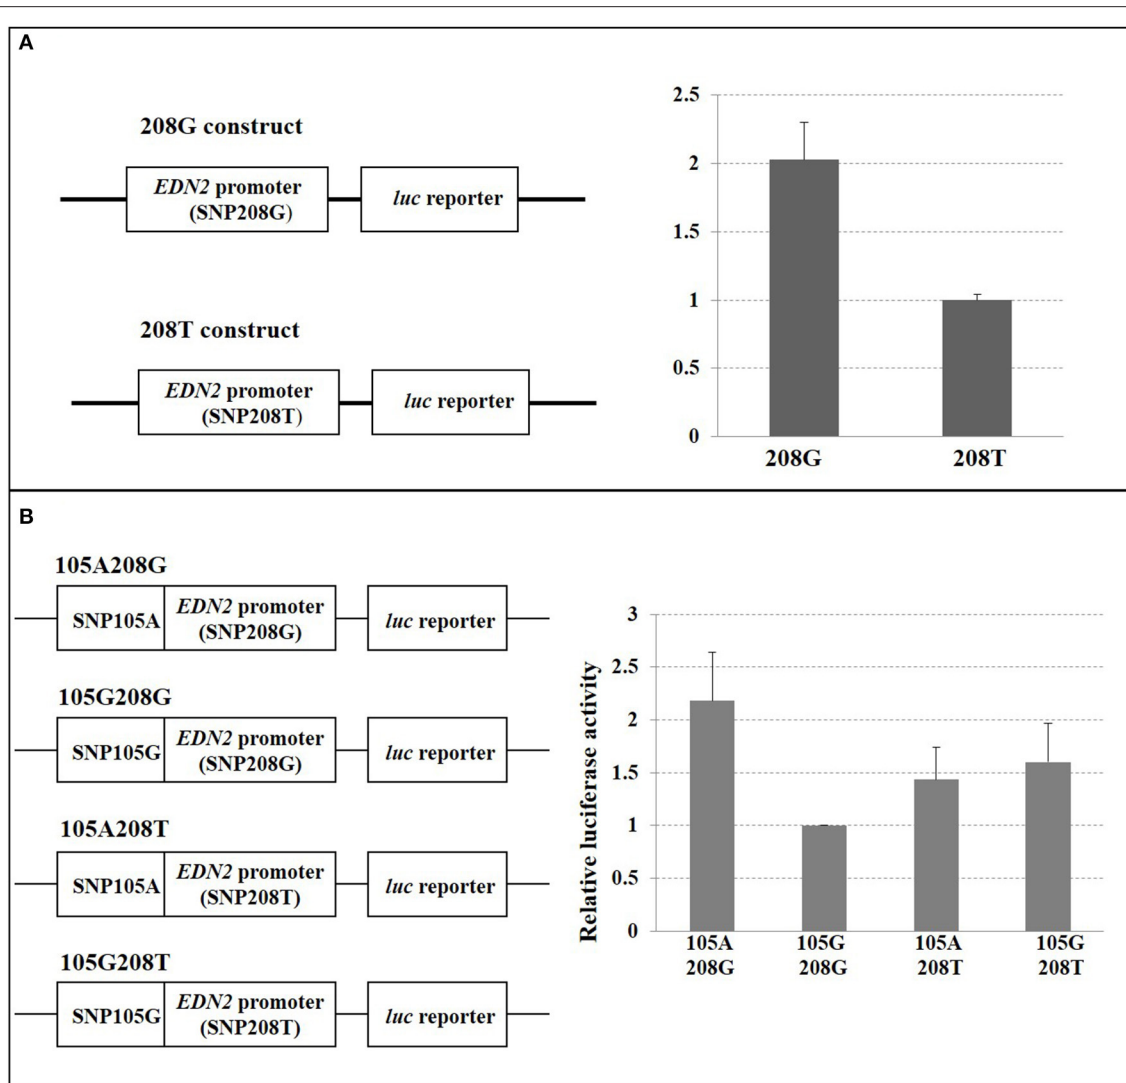 A
208G construct
EDN2 promoter
(SNP208G)
luc reporter
208T construct
EDN2 promoter
(SNP208T)
luc reporter
2.5
2
1.5
1
0.5
0
208G
208T
B
105A208G
SNP105A
EDN2 promoter
(SNP208G)
luc reporter
105G208G
SNP105G
EDN2 promoter
(SNP208G)
luc reporter
105A208T
SNP105A
EDN2 promoter
(SNP208T)
luc reporter
105G208T
SNP105G
EDN2 promoter
(SNP208T)
luc reporter
Relative luciferase activity
3
2.5
2
1.5
1
0.5
0
105A 105G 105A 105G
208G 208G 208T 208T